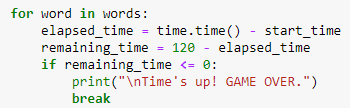 for word in words:
    elapsed_time = time.time() - start_time
    remaining_time = 120 - elapsed_time
    if remaining_time <= 0:
        print("\nTime's up! GAME OVER.")
        break